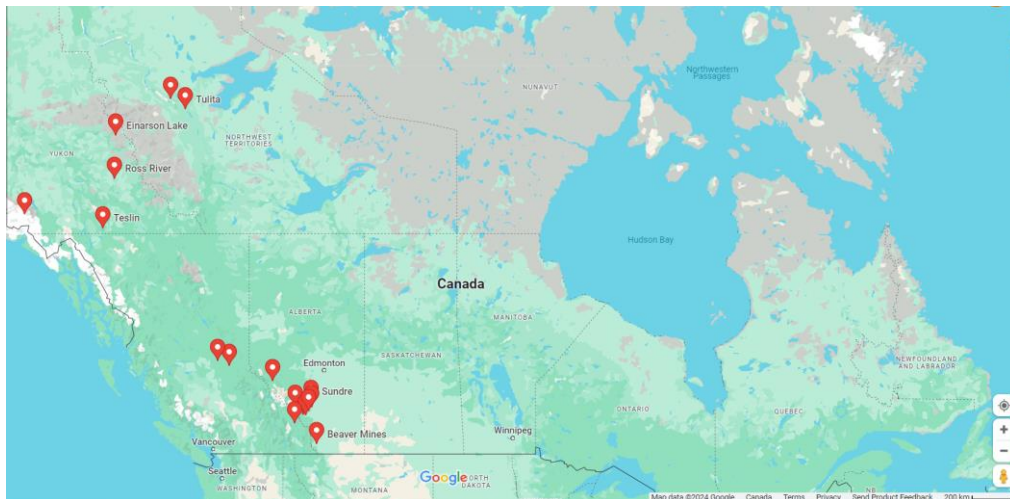 Northwestern
Passages
NUNAVUT
Tulita
Einarson Lake
NORTHWEST
TERRITORIES
YUKON
Ross River
Teslin
Hudson Bay
Canada
ALBERTA
MANITOBA
Edmonton
SASKATCHEWAN
NEWFOUNDLAND
AND LABRADOR
Sundre
ONTARIO
QUEBEC
Beaver Mines
Winnipeg
Vancouver
Seattle
WASHINGTON
MONTANA
Google
ORTH
DAKOTA
NB
Map data ©2024 Google Canada Terms Privacy Send Product Feedback 200 km